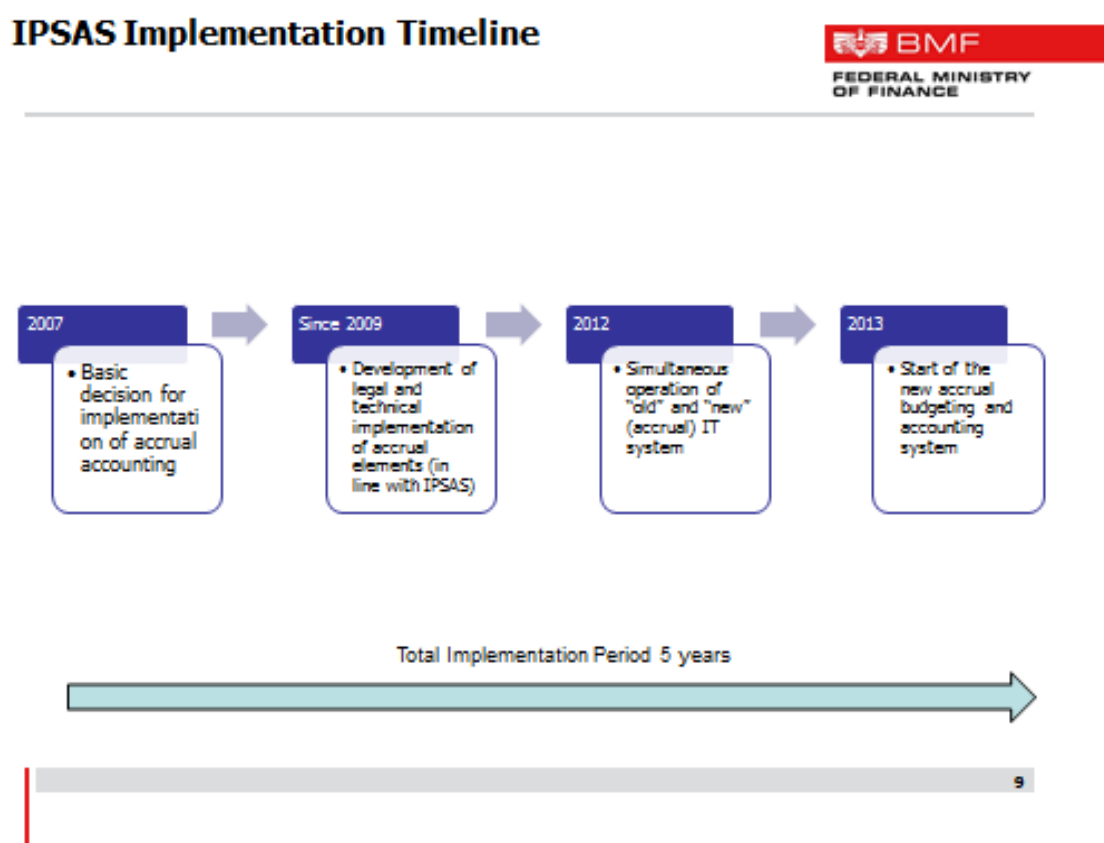 IPSAS Implementation Timeline
BMF
FEDERAL MINISTRY
OF FINANCE
2007
• Basic
decision for
implementati
on of accrual
accounting
Since 2009
• Development of
legal and
technical
implementation
of accrual
elements (in
line with IPSAS)
2012
• Simultaneous
operation of
"old" and "new"
(accrual) IT
system
2013
• Start of the
new accrual
budgeting and
accounting
system
Total Implementation Period 5 years
9